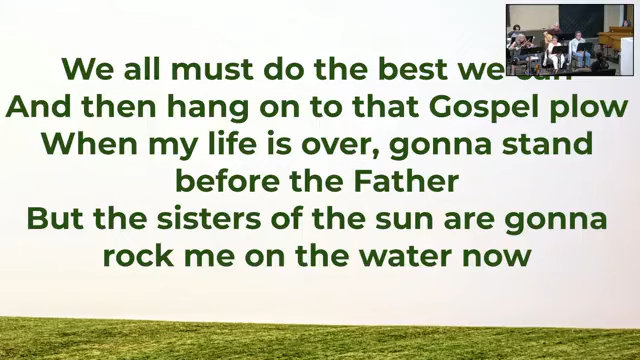 We all must do the best we can
And then hang on to that Gospel plow
When my life is over, gonna stand
before the Father
But the sisters of the sun are gonna
rock me on the water now